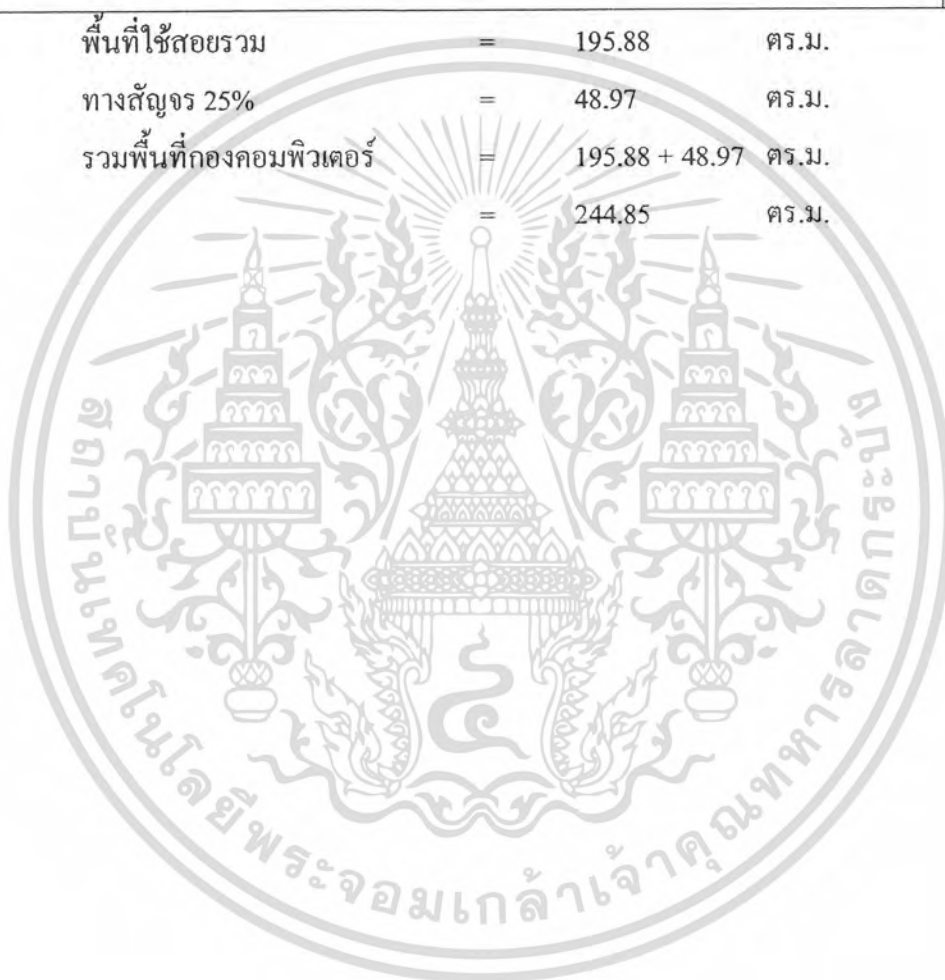 พื้นที่ใช้สอยรวม = 195.88 ตร.ม.
ทางสัญจร 25% = 48.97 ตร.ม.
รวมพื้นที่กองคอมพิวเตอร์ = 195.88 + 48.97 ตร.ม.
= 244.85 ตร.ม.
สถาบันเทคโนโลยีพระจอมเกล้าเจ้าคุณทหารลาดกระบัง